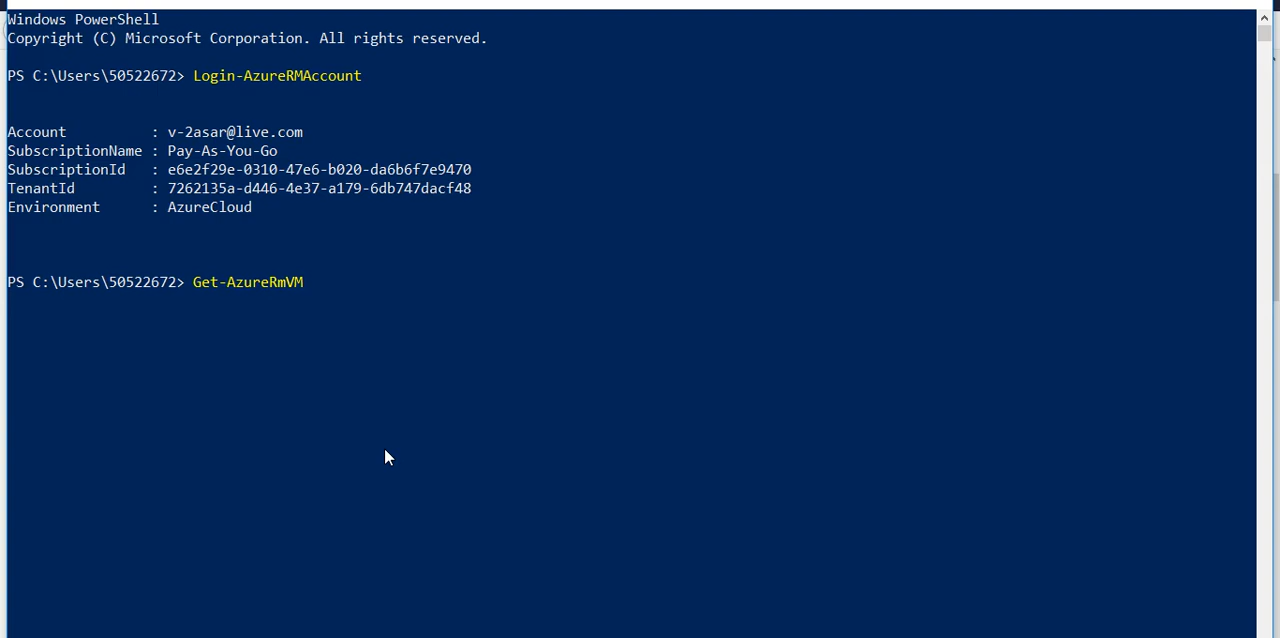 Windows PowerShell
Copyright (C) Microsoft Corporation. All rights reserved.
PS C:\Users\50522672> Login-AzureRMAccount
Account          : v-2asar@live.com
SubscriptionName : Pay-As-You-Go
SubscriptionId   : e6e2f29e-0310-47e6-b020-da6b6f7e9470
TenantId         : 7262135a-d446-4e37-a179-6db747dacf48
Environment      : AzureCloud
PS C:\Users\50522672> Get-AzureRmVM